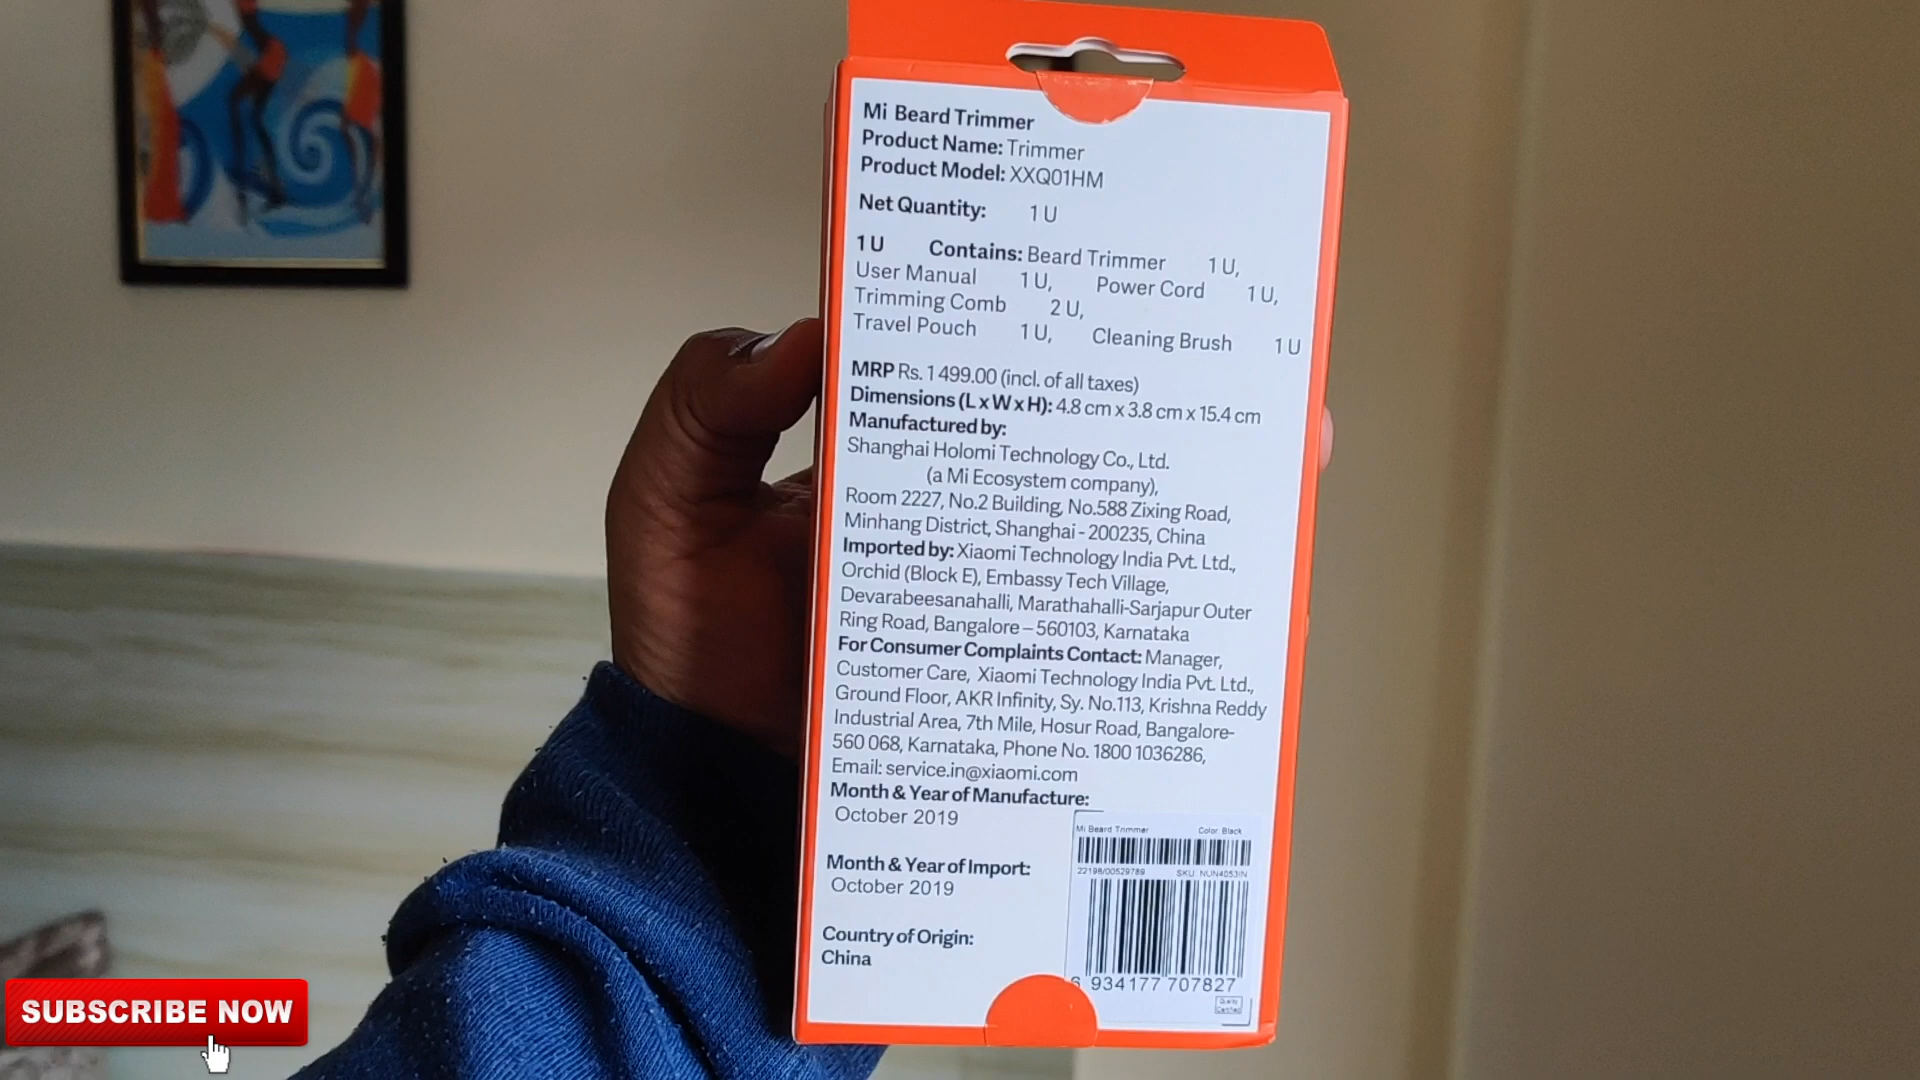 Mi Beard Trimmer
Product Name: Trimmer
Product Model: XXQ01HM
Net Quantity: 1 U
1 U Contains: Beard Trimmer 1 U,
User Manual 1 U, Power Cord 1 U,
Trimming Comb 2 U,
Travel Pouch 1 U, Cleaning Brush 1 U
MRP Rs. 1 499.00 (incl. of all taxes)
Dimensions (L x W x H): 4.8 cm x 3.8 cm x 15.4 cm
Manufactured by:
Shanghai Holomi Technology Co., Ltd.
(a Mi Ecosystem company),
Room 2227, No.2 Building, No.588 Zixing Road,
Minhang District, Shanghai - 200235, China
Imported by: Xiaomi Technology India Pvt. Ltd.,
Orchid (Block E), Embassy Tech Village,
Devarabeesanahalli, Marathahalli-Sarjapur Outer
Ring Road, Bangalore – 560103, Karnataka
For Consumer Complaints Contact: Manager,
Customer Care, Xiaomi Technology India Pvt. Ltd.,
Ground Floor, AKR Infinity, Sy. No.113, Krishna Reddy
Industrial Area, 7th Mile, Hosur Road, Bangalore-
560 068, Karnataka, Phone No. 1800 1036286,
Email: service.in@xiaomi.com
Month & Year of Manufacture:
October 2019
Month & Year of Import:
October 2019
Country of Origin:
China
Mi Beard Trimmer Color: Black
22198/00529789 SKU: NUN4053IN
6 934177 707827
Quality
Certified
SUBSCRIBE NOW